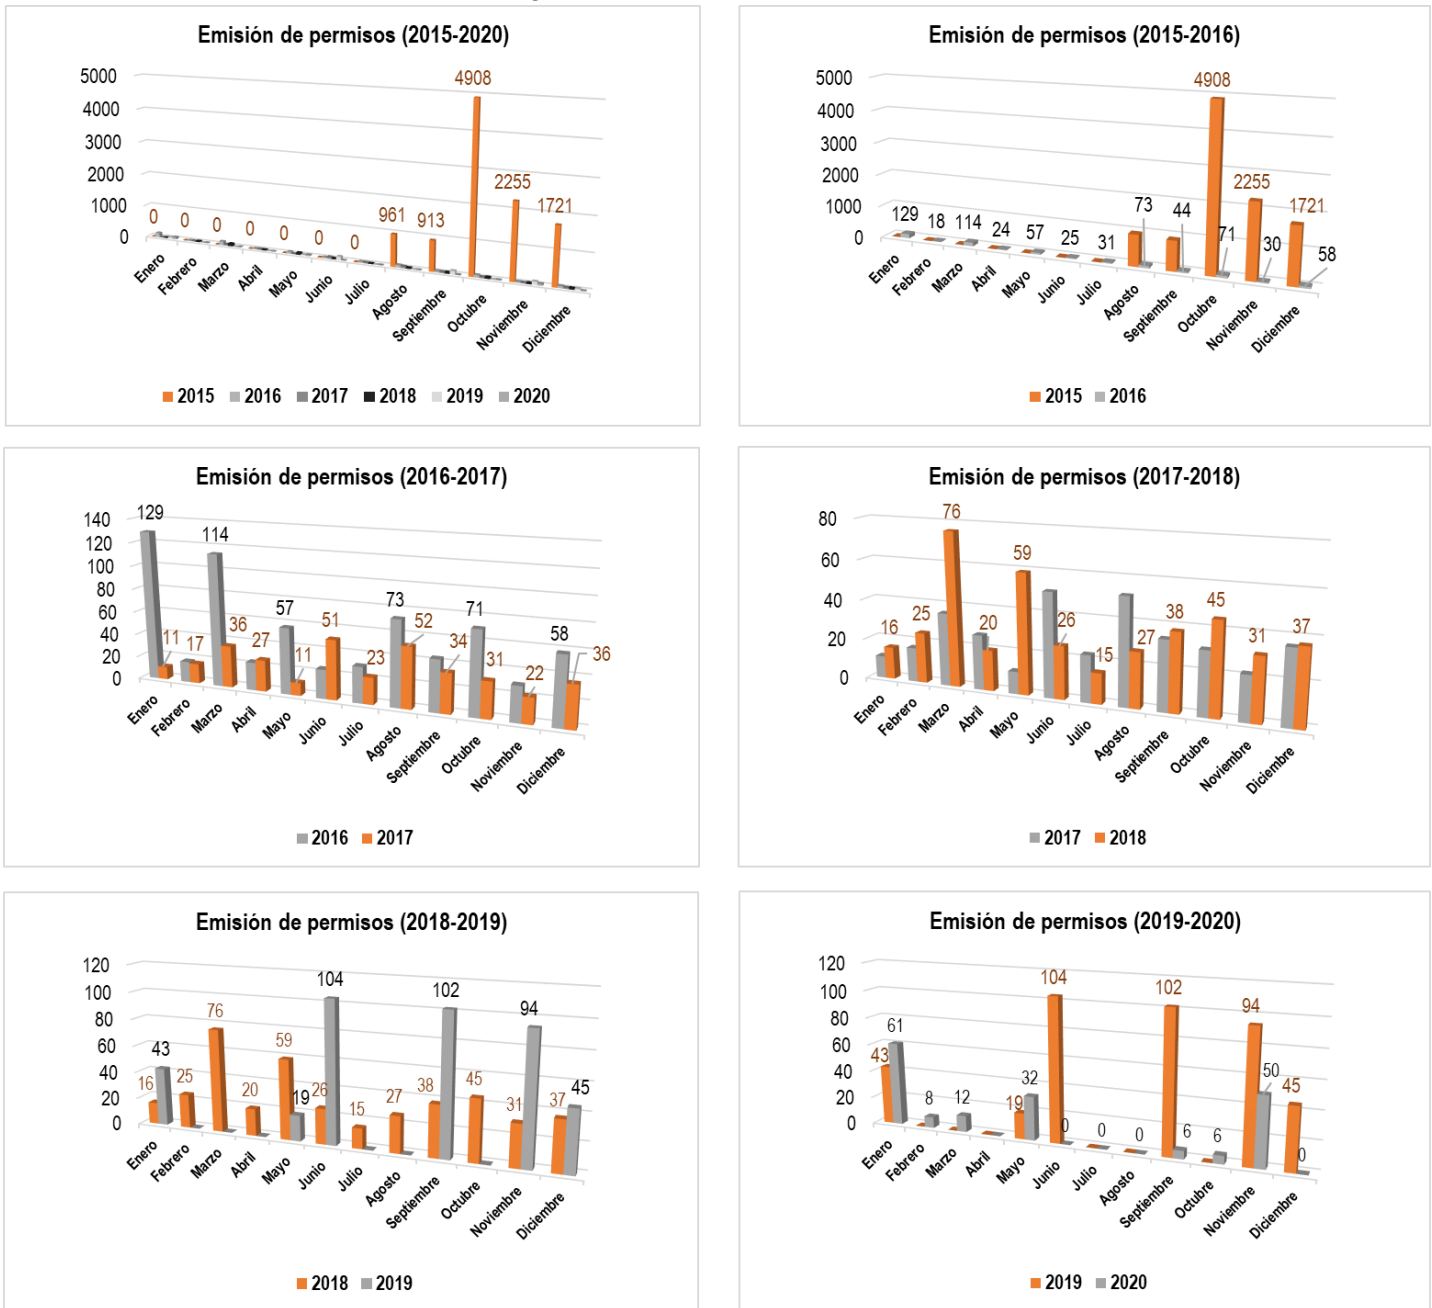 Emisión de permisos (2015-2020)
5000
4000
3000
2000
1000
0
0 0 0 0 0 0 0 961 913 4908 2255 1721
Enero Febrero Marzo Abril Mayo Junio Julio Agosto Septiembre Octubre Noviembre Diciembre
2015 2016 2017 2018 2019 2020
Emisión de permisos (2015-2016)
5000
4000
3000
2000
1000
0
129 18 114 24 57 25 31 73 44 4908 71 2255 30 1721 58
Enero Febrero Marzo Abril Mayo Junio Julio Agosto Septiembre Octubre Noviembre Diciembre
2015 2016
Emisión de permisos (2016-2017)
140
120
100
80
60
40
20
0
129 11 17 114 36 27 57 11 51 23 73 52 34 71 31 22 58 36
Enero Febrero Marzo Abril Mayo Junio Julio Agosto Septiembre Octubre Noviembre Diciembre
2016 2017
Emisión de permisos (2017-2018)
80
60
40
20
0
16 25 76 20 59 26 15 27 38 45 31 37
Enero Febrero Marzo Abril Mayo Junio Julio Agosto Septiembre Octubre Noviembre Diciembre
2017 2018
Emisión de permisos (2018-2019)
120
100
80
60
40
20
0
16 43 25 76 20 59 19 26 104 15 27 38 102 45 31 94 37 45
Enero Febrero Marzo Abril Mayo Junio Julio Agosto Septiembre Octubre Noviembre Diciembre
2018 2019
Emisión de permisos (2019-2020)
120
100
80
60
40
20
0
43 61 8 12 19 32 104 0 0 0 102 6 6 94 50 45 0
Enero Febrero Marzo Abril Mayo Junio Julio Agosto Septiembre Octubre Noviembre Diciembre
2019 2020